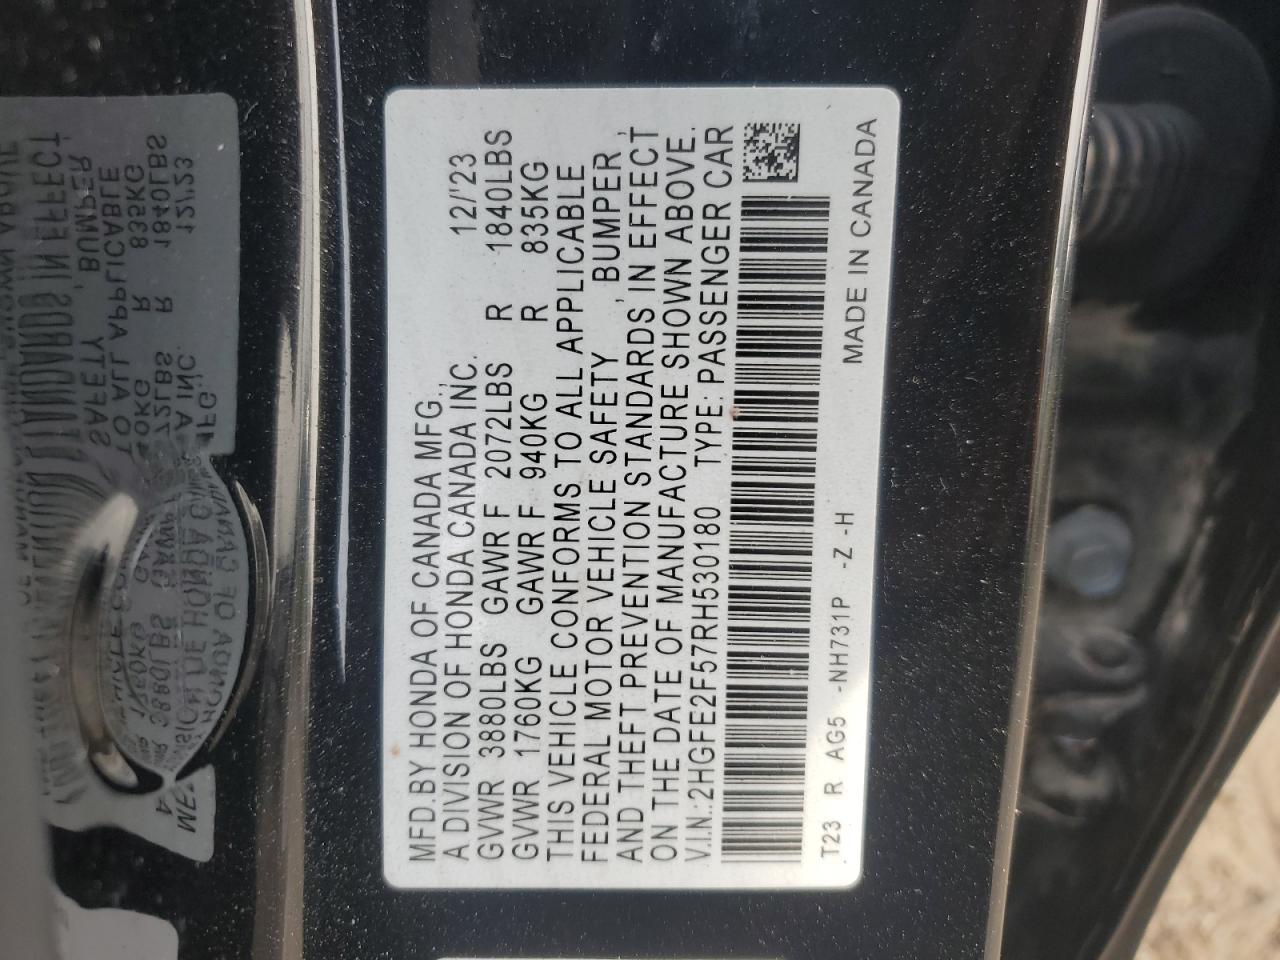 MFD.BY HONDA OF CANADA MFG.,
A DIVISION OF HONDA CANADA INC. 12/'23
GVWR 3880LBS GAWR F 2072LBS R 1840LBS
GVWR 1760KG GAWR F 940KG R 835KG
THIS VEHICLE CONFORMS TO ALL APPLICABLE
FEDERAL MOTOR VEHICLE SAFETY, BUMPER,
AND THEFT PREVENTION STANDARDS IN EFFECT
ON THE DATE OF MANUFACTURE SHOWN ABOVE.
V.I.N.:2HGFE2F57RH530180 TYPE:PASSENGER CAR
T23 R AG5 -NH731P -Z -H MADE IN CANADA